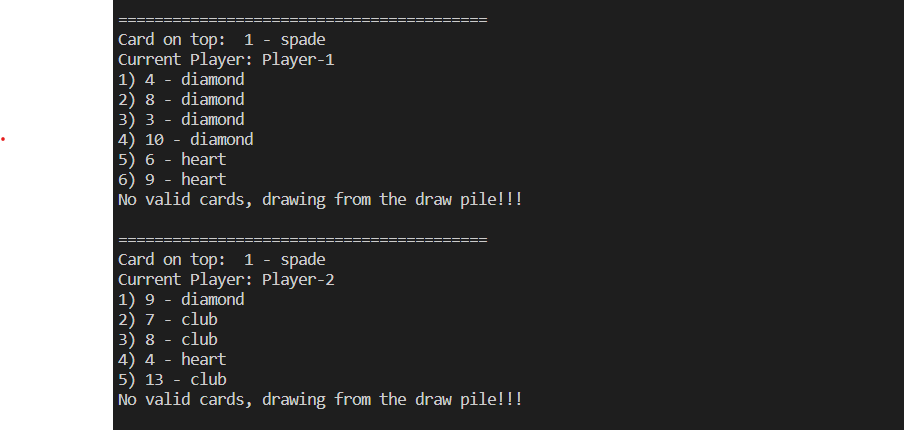 =========================================
Card on top:  1 - spade
Current Player: Player-1
1) 4 - diamond
2) 8 - diamond
3) 3 - diamond
4) 10 - diamond
5) 6 - heart
6) 9 - heart
No valid cards, drawing from the draw pile!!!
=========================================
Card on top:  1 - spade
Current Player: Player-2
1) 9 - diamond
2) 7 - club
3) 8 - club
4) 4 - heart
5) 13 - club
No valid cards, drawing from the draw pile!!!